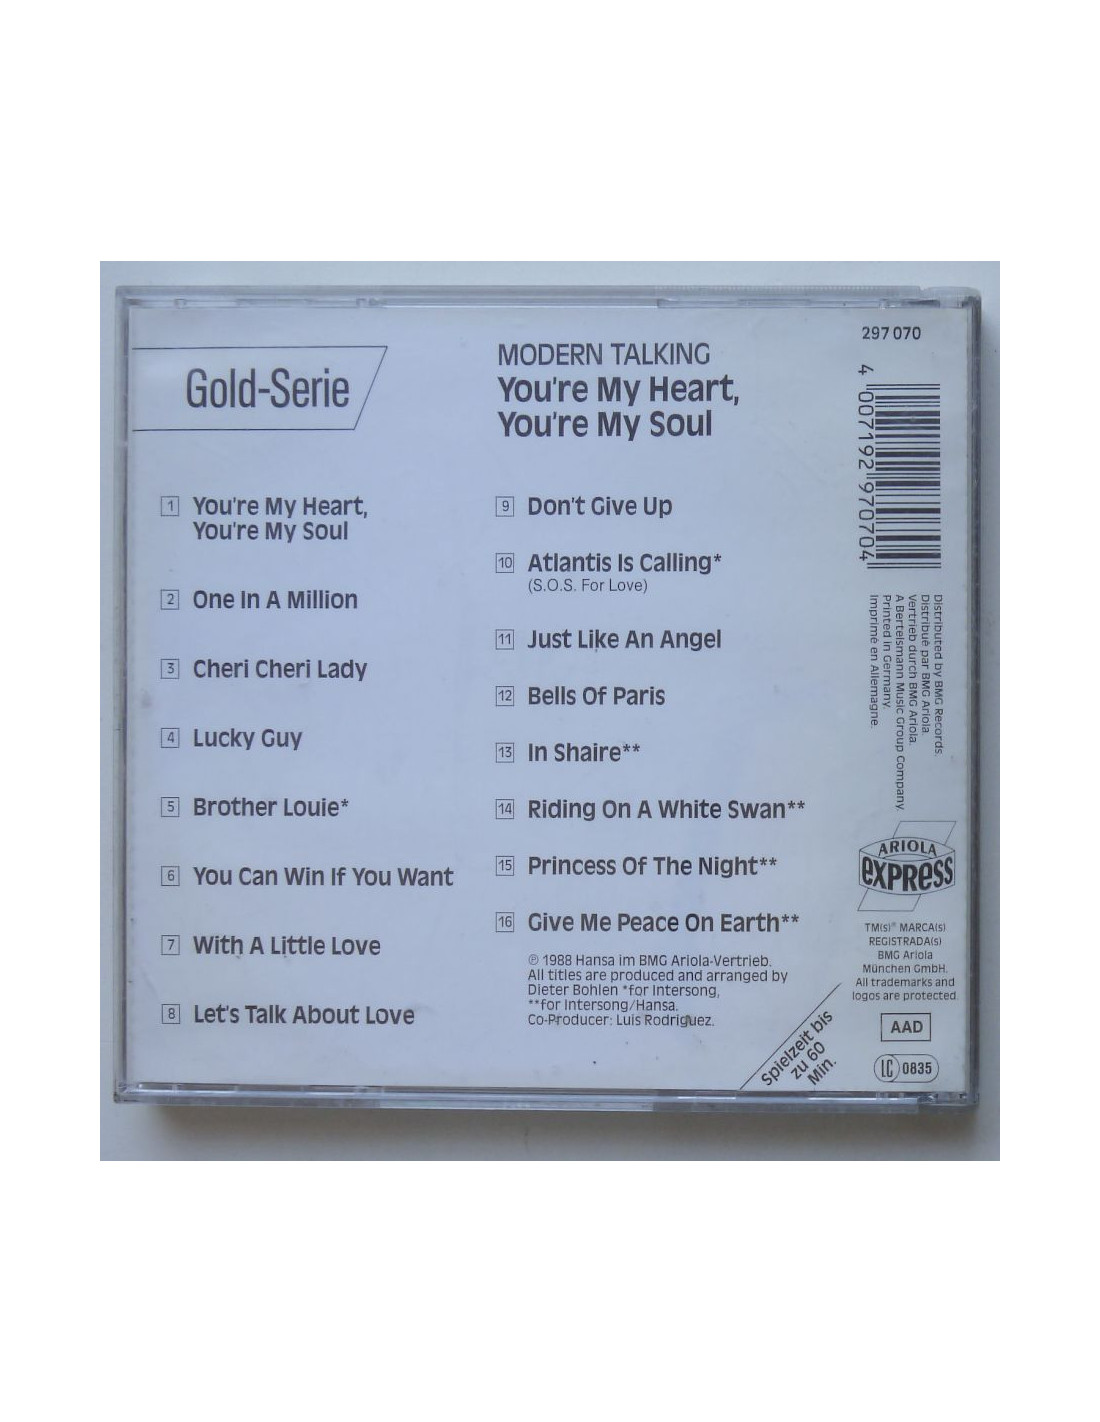 Gold-Serie
MODERN TALKING
You're My Heart,
You're My Soul
1 You're My Heart,
You're My Soul
2 One In A Million
3 Cheri Cheri Lady
4 Lucky Guy
5 Brother Louie*
6 You Can Win If You Want
7 With A Little Love
8 Let's Talk About Love
9 Don't Give Up
10 Atlantis Is Calling*
(S.O.S. For Love)
11 Just Like An Angel
12 Bells Of Paris
13 In Shaire**
14 Riding On A White Swan**
15 Princess Of The Night**
16 Give Me Peace On Earth**
℗ 1988 Hansa im BMG Ariola-Vertrieb.
All titles are produced and arranged by
Dieter Bohlen *for Intersong,
**for Intersong/Hansa.
Co-Producer: Luis Rodriguez.
Spielzeit bis
zu 60
Min.
297 070
4 007192 970704
Distributed by BMG Records.
Distribué par BMG Ariola.
Vertrieb durch BMG Ariola.
A Bertelsmann Music Group Company.
Printed in Germany.
Imprimé en Allemagne.
ARIOLA
eXPRESS
TM(s)® MARCA(s)
REGISTRADA(s)
BMG Ariola
München GmbH.
All trademarks and
logos are protected.
AAD
LC 0835